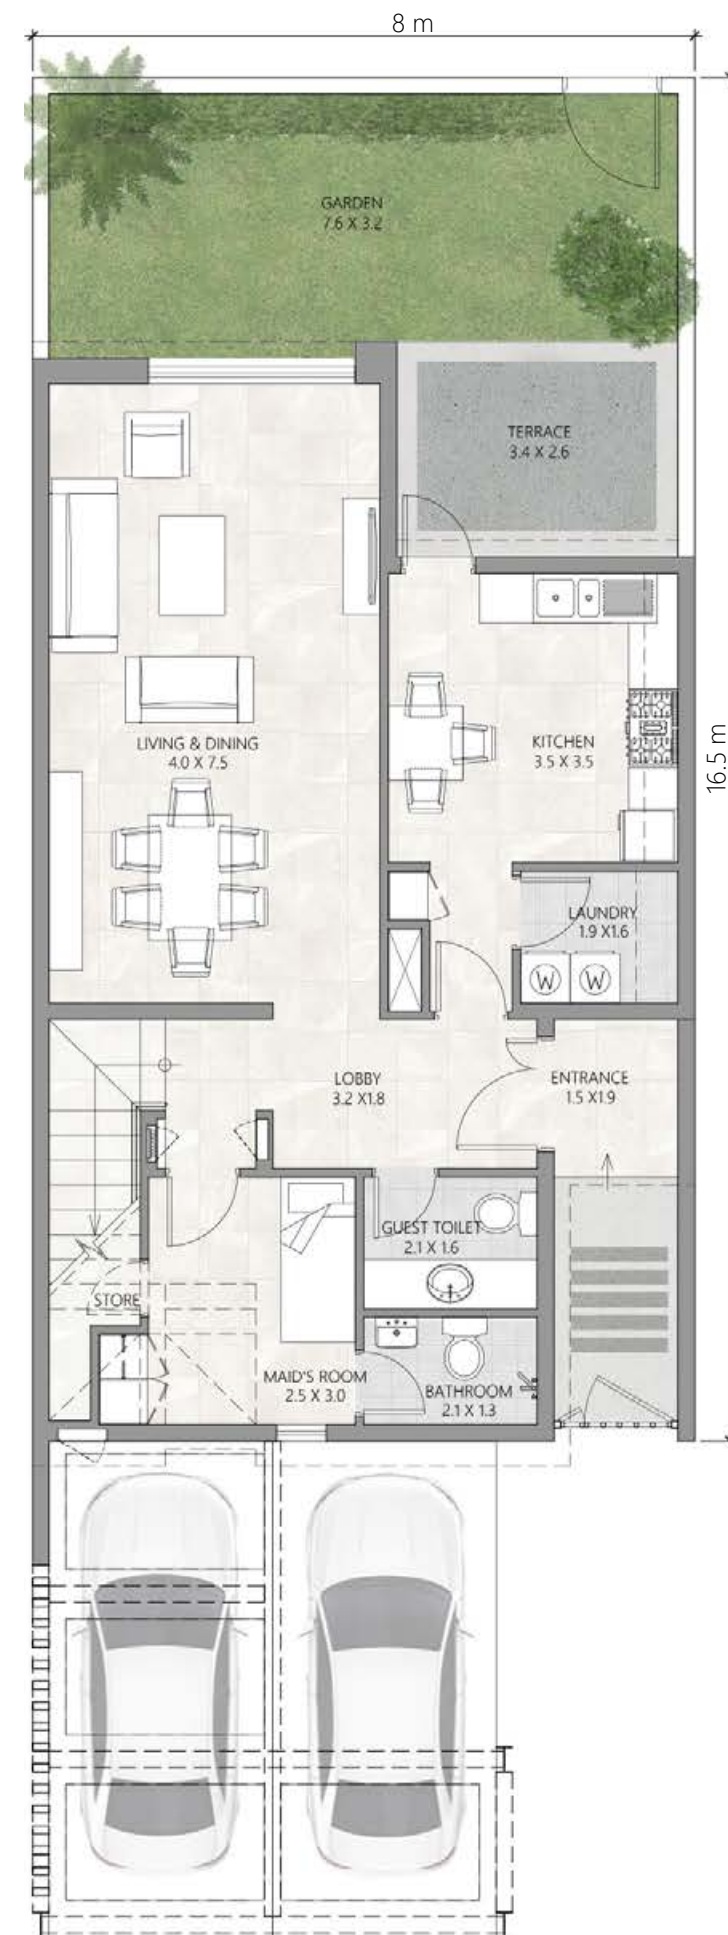 8 m
GARDEN
7.6 X 3.2
TERRACE
3.4 X 2.6
16.5 m
LIVING & DINING
4.0 X 7.5
KITCHEN
3.5 X 3.5
LAUNDRY
1.9 X1.6
W
W
LOBBY
3.2 X1.8
ENTRANCE
1.5 X1.9
GUEST TOILET
2.1 X 1.6
STORE
MAID'S ROOM
2.5 X 3.0
BATHROOM
2.1 X 1.3